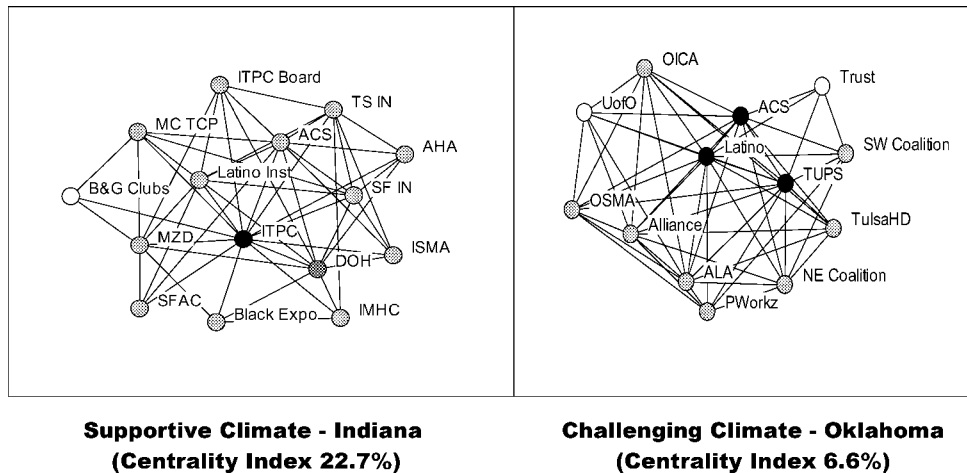 ITPC Board
TS IN
MC TCP
ACS
AHA
Latino Inst
B&G Clubs
SF IN
MZD
ITPC
DOH
ISMA
SFAC
Black Expo
IMHC
Supportive Climate - Indiana
(Centrality Index 22.7%)
OICA
Trust
UofO
ACS
Latino
SW Coalition
TUPS
OSMA
Alliance
TulsaHD
ALA
NE Coalition
PWorkz
Challenging Climate - Oklahoma
(Centrality Index 6.6%)